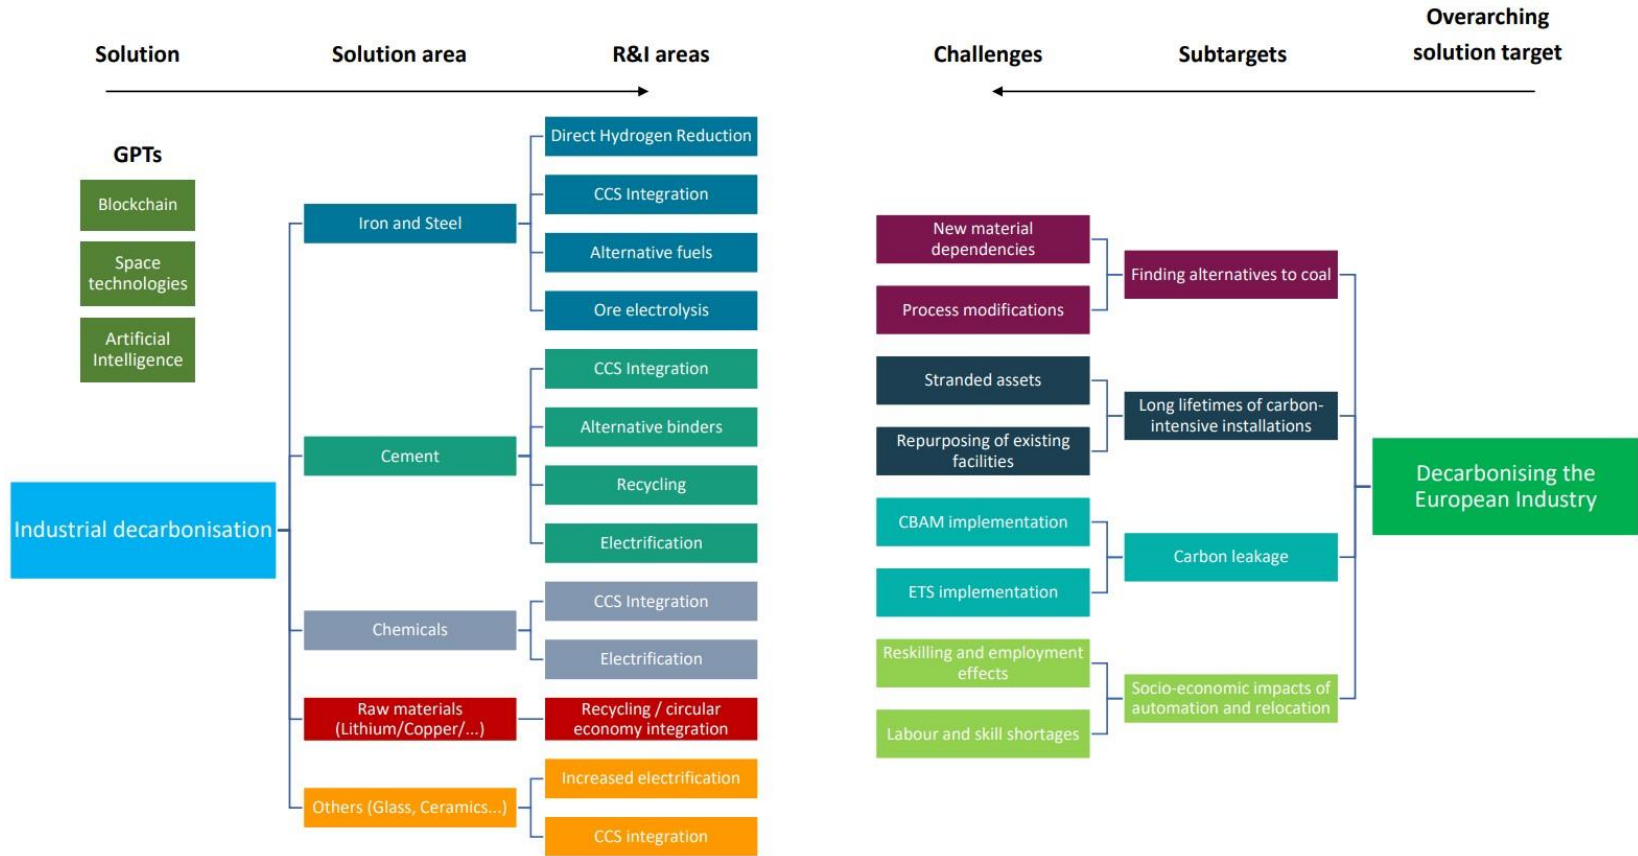 Solution
Solution area
R&I areas
Challenges
Subtargets
Overarching
solution target
GPTs
Blockchain
Space
technologies
Artificial
Intelligence
Industrial decarbonisation
Iron and Steel
Cement
Chemicals
Raw materials
(Lithium/Copper/...)
Others (Glass, Ceramics...)
Direct Hydrogen Reduction
CCS Integration
Alternative fuels
Ore electrolysis
CCS Integration
Alternative binders
Recycling
Electrification
CCS Integration
Electrification
Recycling / circular
economy integration
Increased electrification
CCS integration
New material
dependencies
Process modifications
Stranded assets
Repurposing of existing
facilities
CBAM implementation
ETS implementation
Reskilling and employment
effects
Labour and skill shortages
Finding alternatives to coal
Long lifetimes of carbon-
intensive installations
Carbon leakage
Socio-economic impacts of
automation and relocation
Decarbonising the
European Industry